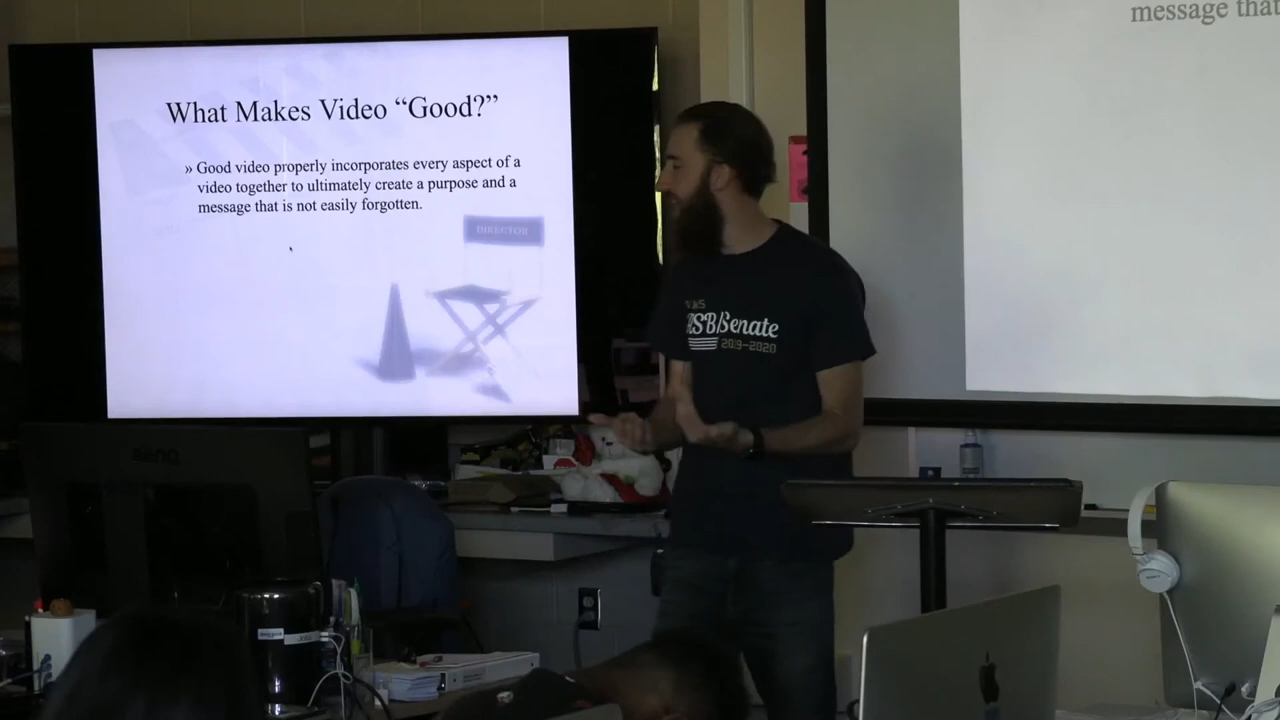 message that
What Makes Video “Good?”
» Good video properly incorporates every aspect of a
video together to ultimately create a purpose and a
message that is not easily forgotten.
DIRECTOR
ASB/Senate
2019-2020
BenQ